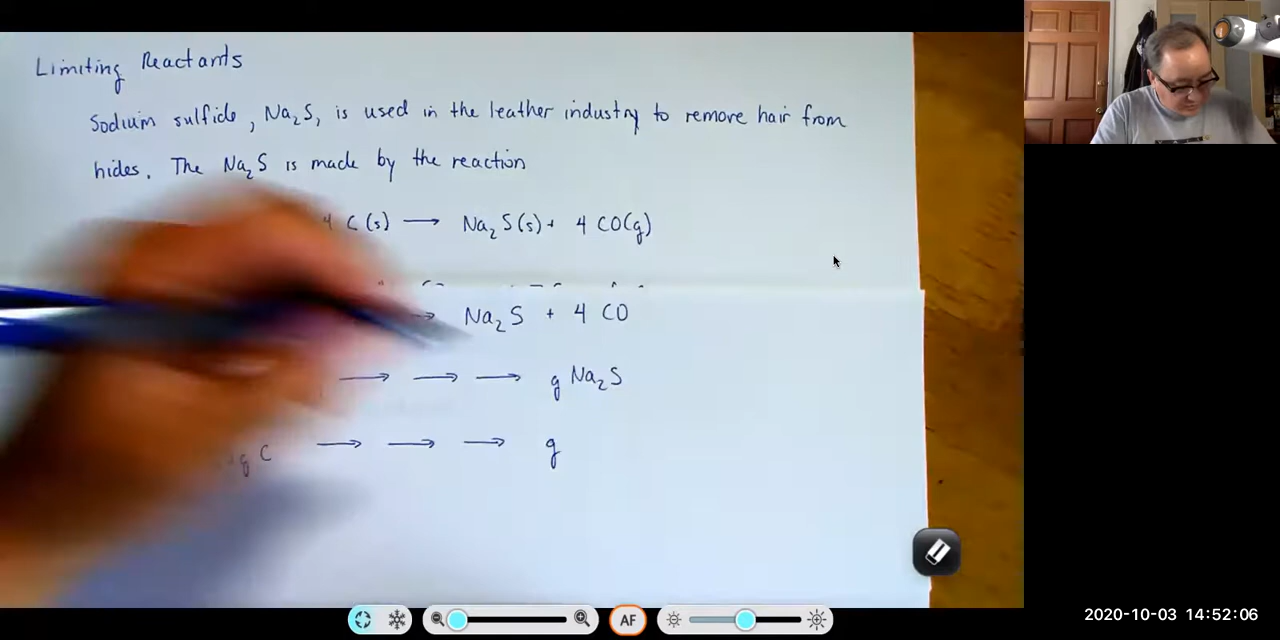 Limiting Reactants
Sodium sulfide, Na₂S, is used in the leather industry to remove hair from
hides. The Na₂S is made by the reaction
4 C(s) ⟶ Na₂S(s) + 4 CO(g)
→ Na₂S + 4 CO
⟶ ⟶ ⟶ g Na₂S
g C ⟶ ⟶ ⟶ g
AF
2020-10-03 14:52:06